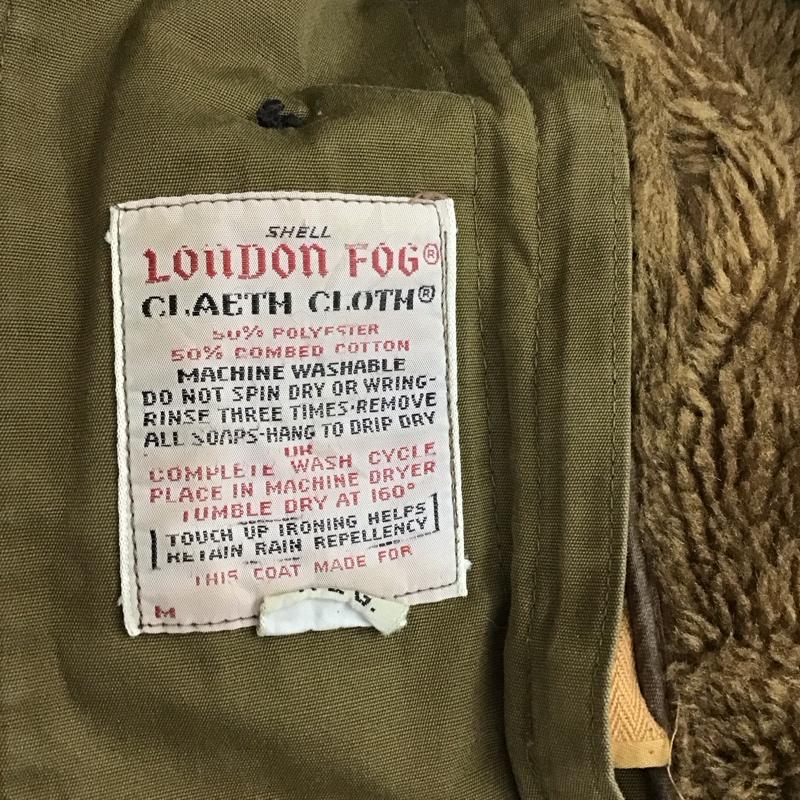 SHELL
LONDON FOG®
CLAETH CLOTH®
50% POLYESTER
50% COMBED COTTON
MACHINE WASHABLE
DO NOT SPIN DRY OR WRING-
RINSE THREE TIMES·REMOVE
ALL SOAPS-HANG TO DRIP DRY
OR
COMPLETE WASH CYCLE
PLACE IN MACHINE DRYER
TUMBLE DRY AT 160°
[TOUCH UP IRONING HELPS
RETAIN RAIN REPELLENCY]
THIS COAT MADE FOR
M